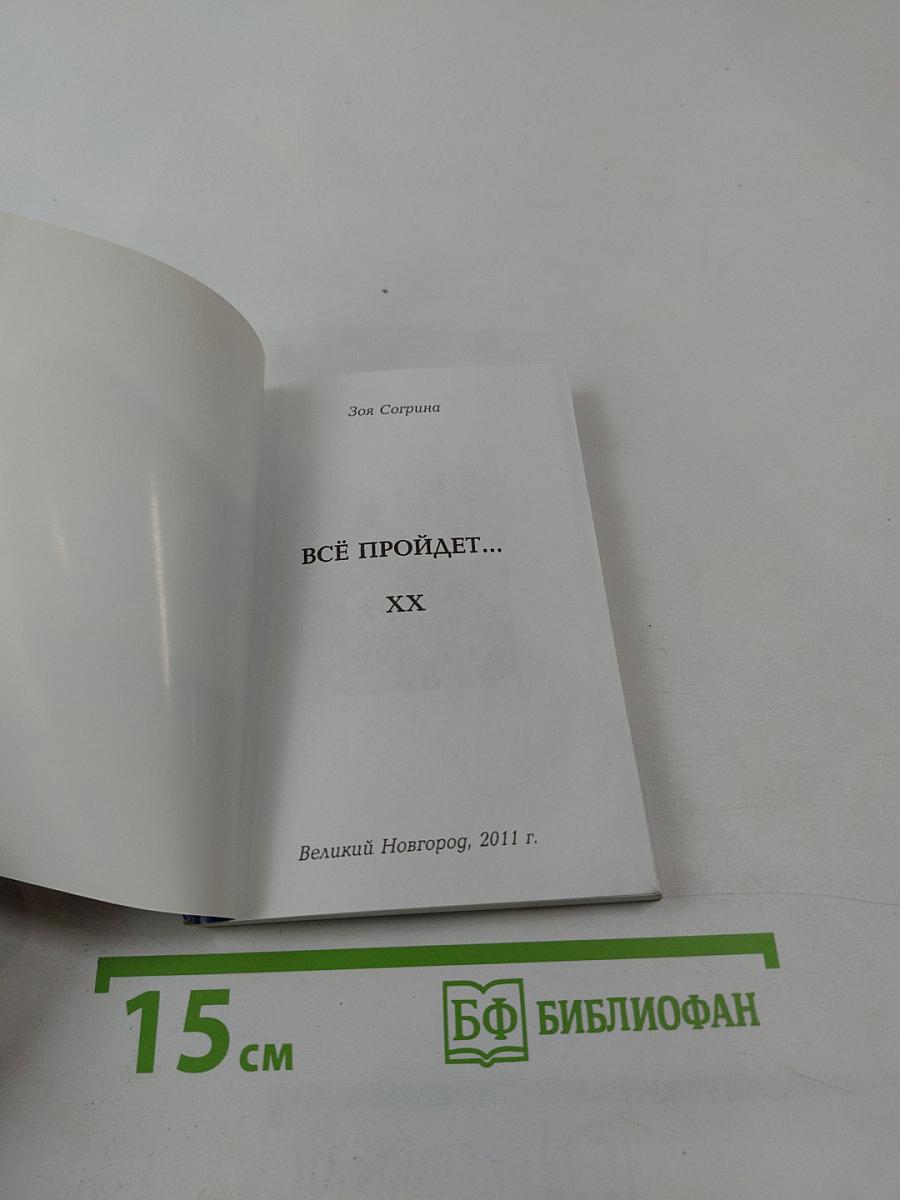 Зоя Согрина
ВСЁ ПРОЙДЕТ...
XX
Великий Новгород, 2011 г.
15 см
БФ БИБЛИОФАН